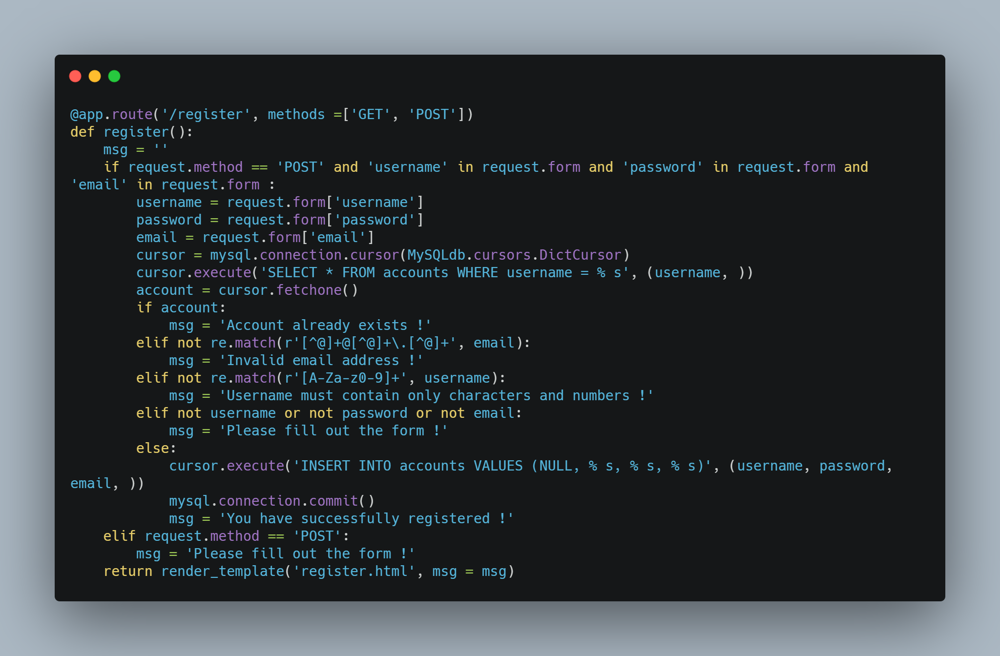 @app.route('/register', methods =['GET', 'POST'])
def register():
    msg = ''
    if request.method == 'POST' and 'username' in request.form and 'password' in request.form and
'email' in request.form :
        username = request.form['username']
        password = request.form['password']
        email = request.form['email']
        cursor = mysql.connection.cursor(MySQLdb.cursors.DictCursor)
        cursor.execute('SELECT * FROM accounts WHERE username = % s', (username, ))
        account = cursor.fetchone()
        if account:
            msg = 'Account already exists !'
        elif not re.match(r'[^@]+@[^@]+\.[^@]+', email):
            msg = 'Invalid email address !'
        elif not re.match(r'[A-Za-z0-9]+', username):
            msg = 'Username must contain only characters and numbers !'
        elif not username or not password or not email:
            msg = 'Please fill out the form !'
        else:
            cursor.execute('INSERT INTO accounts VALUES (NULL, % s, % s, % s)', (username, password,
email, ))
            mysql.connection.commit()
            msg = 'You have successfully registered !'
    elif request.method == 'POST':
        msg = 'Please fill out the form !'
    return render_template('register.html', msg = msg)